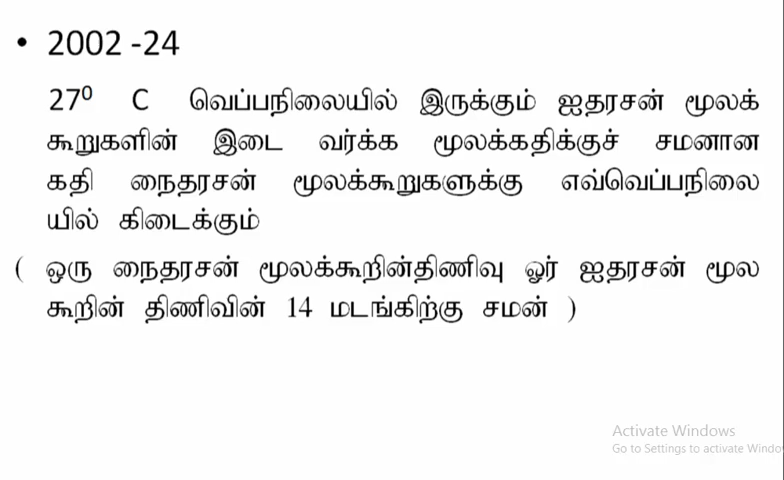 • 2002 -24
27⁰ C வெப்பநிலையில் இருக்கும் ஐதரசன் மூலக்
கூறுகளின் இடை வர்க்க மூலக்கதிக்குச் சமனான
கதி நைதரசன் மூலக்கூறுகளுக்கு எவ்வெப்பநிலை
யில் கிடைக்கும்
( ஒரு நைதரசன் மூலக்கூறின்திணிவு ஓர் ஐதரசன் மூல
கூறின் திணிவின் 14 மடங்கிற்கு சமன் )
Activate Windows
Go to Settings to activate Windo